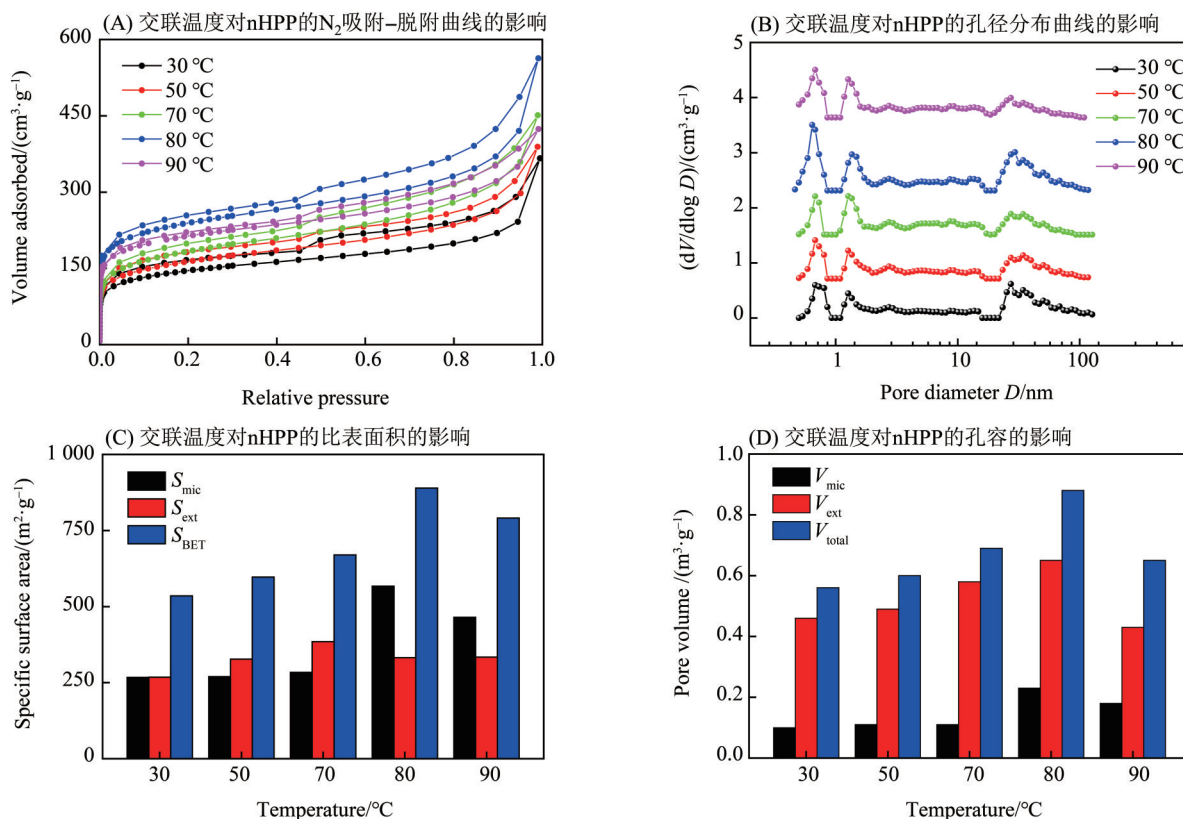 (A) 交联温度对nHPP的N₂吸附–脱附曲线的影响
600
450
300
150
0
Volume adsorbed/(cm³·g⁻¹)
30 ℃
50 ℃
70 ℃
80 ℃
90 ℃
0.0 0.2 0.4 0.6 0.8 1.0
Relative pressure
(B) 交联温度对nHPP的孔径分布曲线的影响
5
4
3
2
1
0
(dV/dlog D)/(cm³·g⁻¹)
30 ℃
50 ℃
70 ℃
80 ℃
90 ℃
1 10 100
Pore diameter D/nm
(C) 交联温度对nHPP的比表面积的影响
1 000
750
500
250
0
Specific surface area/(m²·g⁻¹)
S mic
S ext
S BET
30 50 70 80 90
Temperature/℃
(D) 交联温度对nHPP的孔容的影响
1.0
0.8
0.6
0.4
0.2
0.0
Pore volume /(m³·g⁻¹)
V mic
V ext
V total
30 50 70 80 90
Temperature/℃